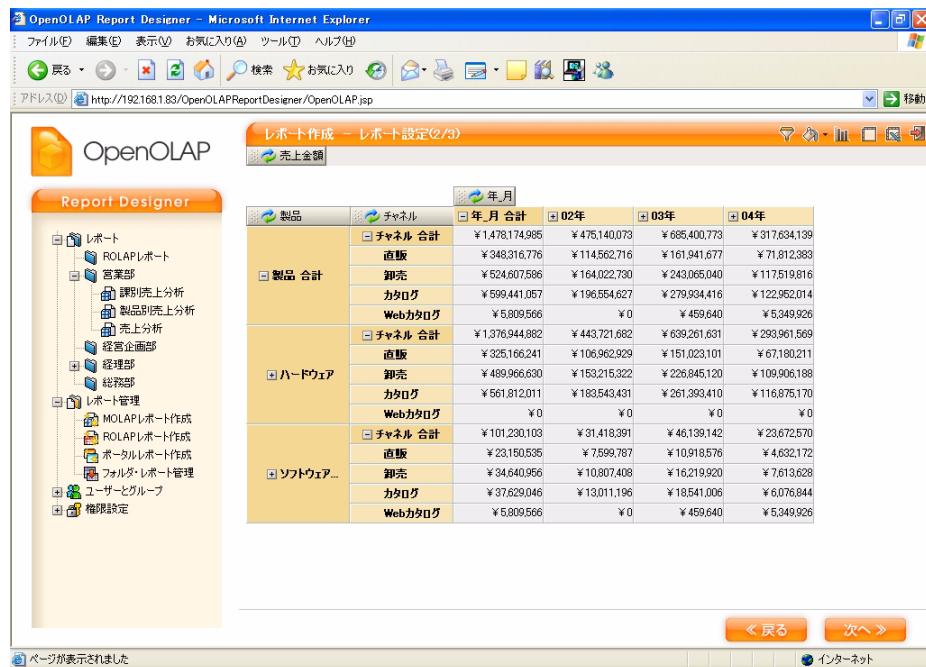 OpenOLAP Report Designer - Microsoft Internet Explorer
ファイル(F) 編集(E) 表示(V) お気に入り(A) ツール(T) ヘルプ(H)
戻る 検索 お気に入り
アドレス(D) http://192.168.1.83/OpenOLAPReportDesigner/OpenOLAP.jsp 移動
OpenOLAP
Report Designer
レポート
ROLAPレポート
営業部
課別売上分析
製品別売上分析
売上分析
経営企画部
経理部
総務部
レポート管理
MOLAPレポート作成
ROLAPレポート作成
ポータルレポート作成
フォルダ・レポート管理
ユーザーとグループ
権限設定
レポート作成 - レポート設定(2/3)
売上金額
年_月
製品 チャネル 年_月 合計 02年 03年 04年
製品 合計 チャネル 合計 ¥1,478,174,985 ¥475,140,073 ¥685,400,773 ¥317,634,139
直販 ¥348,316,776 ¥114,562,716 ¥161,941,677 ¥71,812,383
卸売 ¥524,607,586 ¥164,022,730 ¥243,065,040 ¥117,519,816
カタログ ¥599,441,057 ¥196,554,627 ¥279,934,416 ¥122,952,014
Webカタログ ¥5,809,566 ¥0 ¥459,640 ¥5,349,926
ハードウェア チャネル 合計 ¥1,376,944,882 ¥443,721,682 ¥639,261,631 ¥293,961,569
直販 ¥325,166,241 ¥106,962,929 ¥151,023,101 ¥67,180,211
卸売 ¥489,966,630 ¥153,215,322 ¥226,845,120 ¥109,906,188
カタログ ¥561,812,011 ¥183,543,431 ¥261,393,410 ¥116,875,170
Webカタログ ¥0 ¥0 ¥0 ¥0
ソフトウェア... チャネル 合計 ¥101,230,103 ¥31,418,391 ¥46,139,142 ¥23,672,570
直販 ¥23,150,535 ¥7,599,787 ¥10,918,576 ¥4,632,172
卸売 ¥34,640,956 ¥10,807,408 ¥16,219,920 ¥7,613,628
カタログ ¥37,629,046 ¥13,011,196 ¥18,541,006 ¥6,076,844
Webカタログ ¥5,809,566 ¥0 ¥459,640 ¥5,349,926
≪戻る 次へ≫
ページが表示されました インターネット